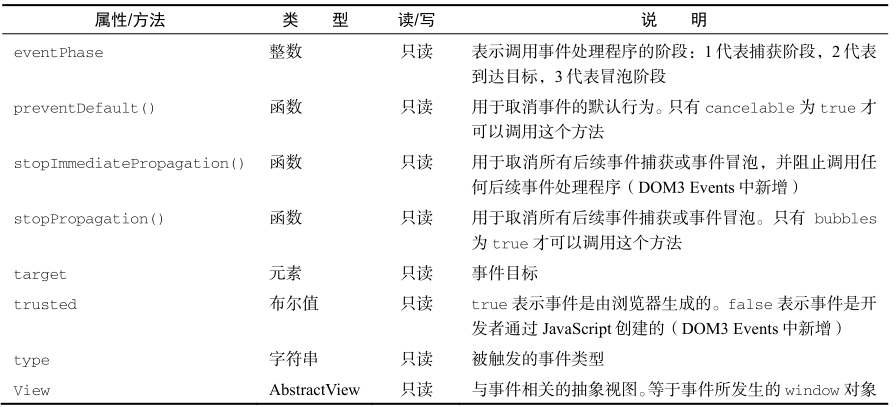 属性/方法 类 型 读/写 说 明
eventPhase 整数 只读 表示调用事件处理程序的阶段：1代表捕获阶段，2代表
到达目标，3代表冒泡阶段
preventDefault() 函数 只读 用于取消事件的默认行为。只有 cancelable 为 true 才
可以调用这个方法
stopImmediatePropagation() 函数 只读 用于取消所有后续事件捕获或事件冒泡，并阻止调用任
何后续事件处理程序（DOM3 Events 中新增）
stopPropagation() 函数 只读 用于取消所有后续事件捕获或事件冒泡。只有 bubbles
为 true 才可以调用这个方法
target 元素 只读 事件目标
trusted 布尔值 只读 true 表示事件是由浏览器生成的。false 表示事件是开
发者通过 JavaScript 创建的（DOM3 Events 中新增）
type 字符串 只读 被触发的事件类型
View AbstractView 只读 与事件相关的抽象视图。等于事件所发生的 window 对象